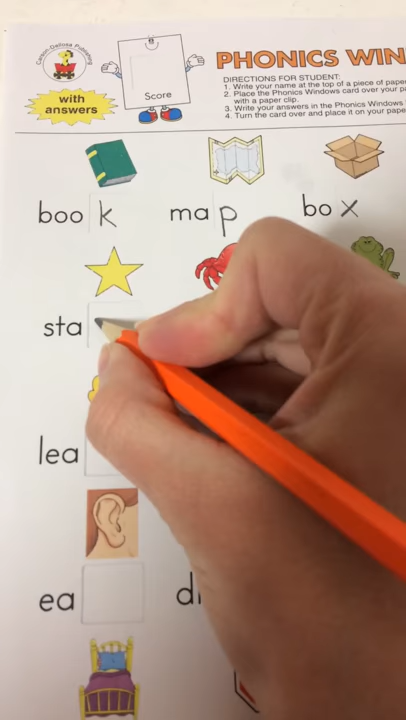 Carson-Dellosa Publishing
with
answers
Score
PHONICS WIN
DIRECTIONS FOR STUDENT:
1. Write your name at the top of a piece of paper
2. Place the Phonics Windows card over your p
with a paper clip.
3. Write your answers in the Phonics Windows
4. Turn the card over and place it on your pape
boo k
ma p
bo x
sta
lea
ea